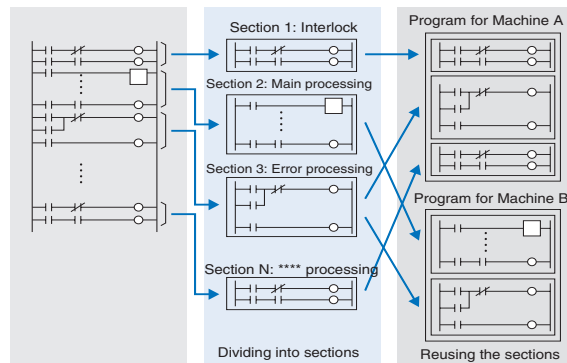 Section 1: Interlock
Section 2: Main processing
Section 3: Error processing
Section N: **** processing
Dividing into sections
Program for Machine A
Program for Machine B
Reusing the sections